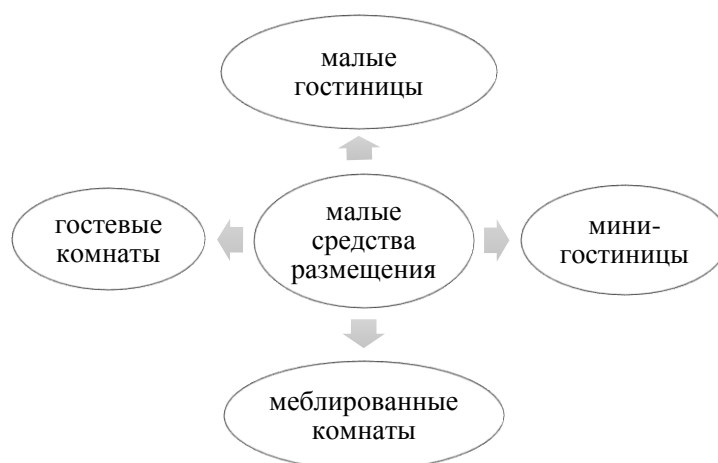 малые
гостиницы
гостевые
комнаты
малые
средства
размещения
мини-
гостиницы
меблированные
комнаты